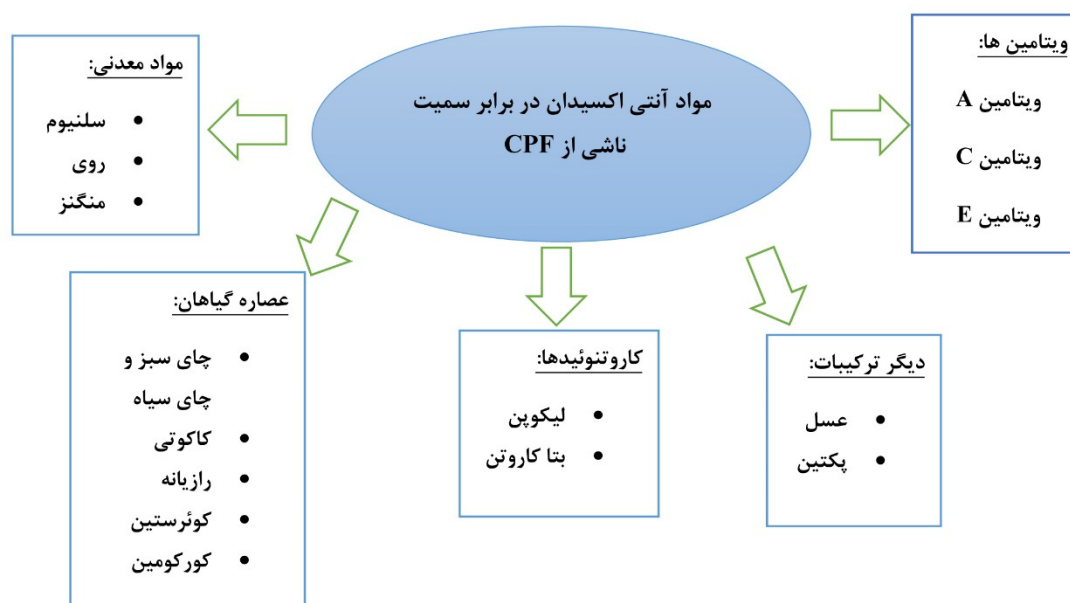 مواد آنتی اکسیدان در برابر سمیت
ناشی از CPF
ویتامین ها:
ویتامین A
ویتامین C
ویتامین E
دیگر ترکیبات:
• عسل
• پکتین
کاروتنوئیدها:
• لیکوپن
• بتا کاروتن
عصاره گیاهان:
• چای سبز و
چای سیاه
• کاکوتی
• رازیانه
• کوئرستین
• کورکومین
مواد معدنی:
• سلنیوم
• روی
• منگنز